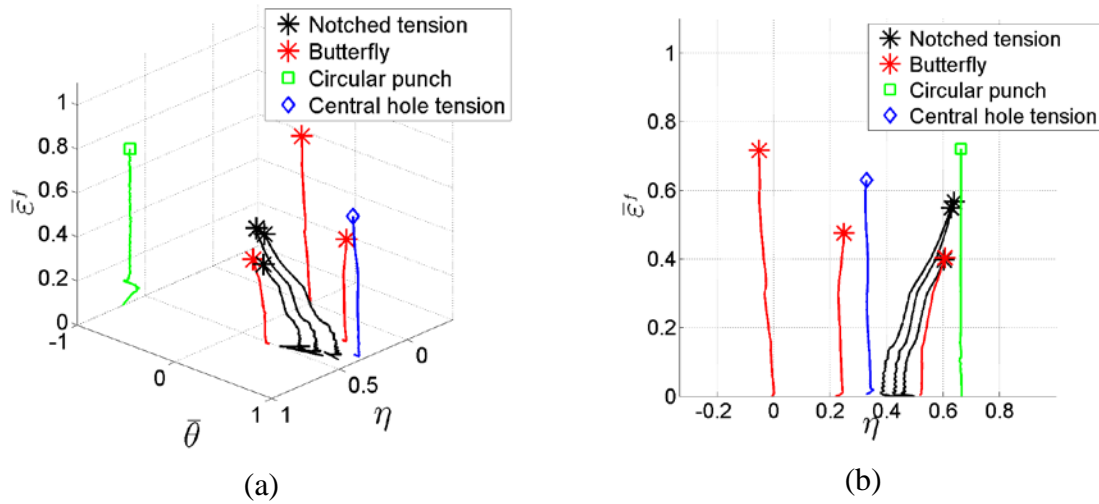 Notched tension
Butterfly
Circular punch
Central hole tension
1
0.8
0.6
0.4
0.2
0
-1
0
1
1
0.5
0
ε̄ᶠ
θ̄
η
(a)
Notched tension
Butterfly
Circular punch
Central hole tension
1
0.8
0.6
0.4
0.2
0
-0.2 0 0.2 0.4 0.6 0.8
ε̄ᶠ
η
(b)